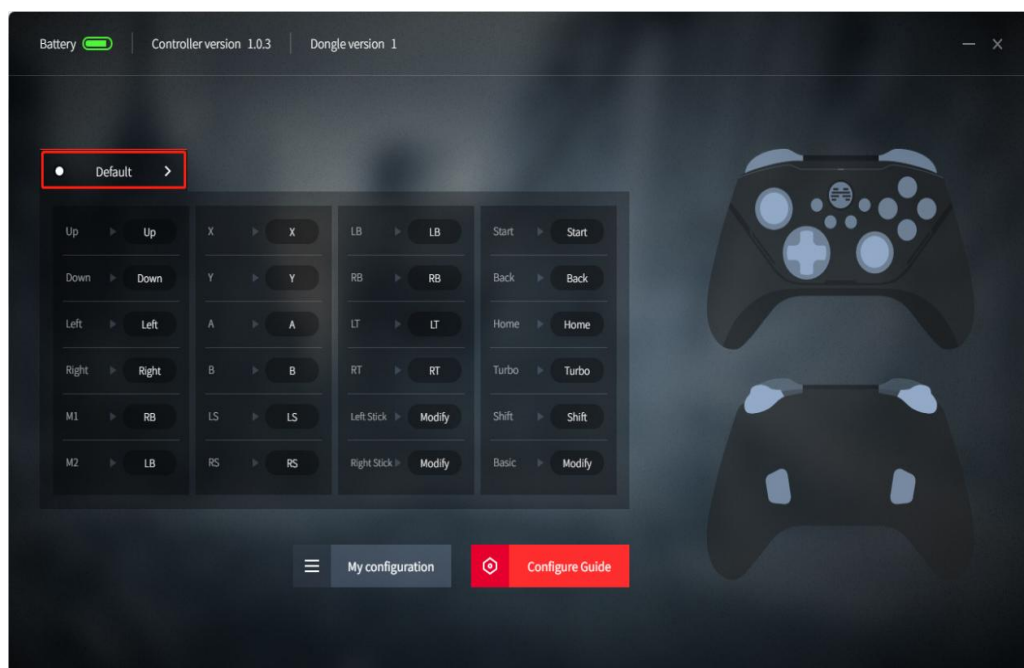 Battery Controller version 1.0.3 Dongle version 1
Default
Up Up X X LB LB Start Start
Down Down Y Y RB RB Back Back
Left Left A A LT LT Home Home
Right Right B B RT RT Turbo Turbo
M1 RB LS LS Left Stick Modify Shift Shift
M2 LB RS RS Right Stick Modify Basic Modify
My configuration Configure Guide